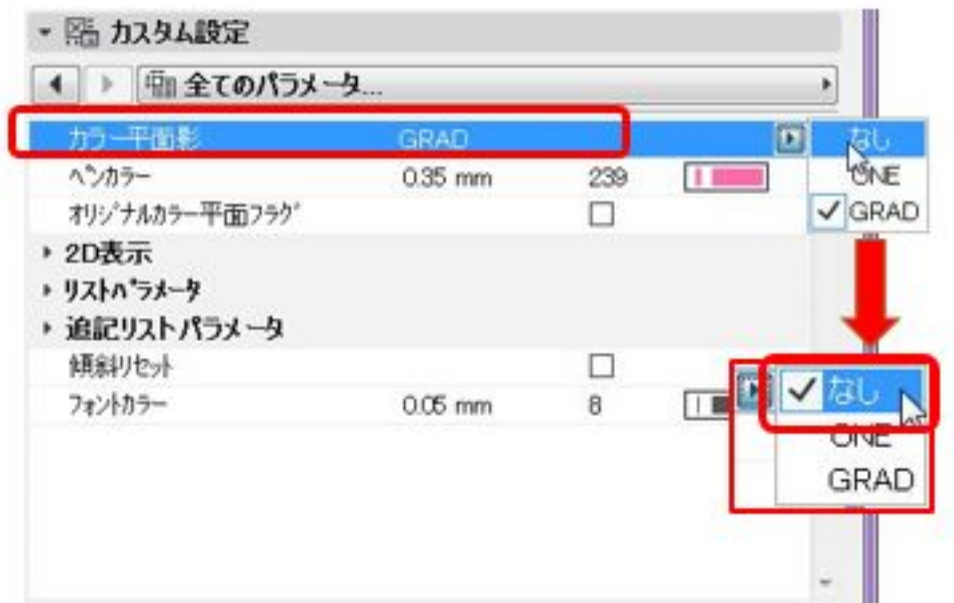 カスタム設定
全てのパラメータ...
カラー平面影 GRAD なし
ペンカラー 0.35 mm 239 ONE
オリジナルカラー平面フラグ GRAD
2D表示
リストパラメータ
追記リストパラメータ
傾斜リセット
フォントカラー 0.05 mm 8 なし
ONE
GRAD